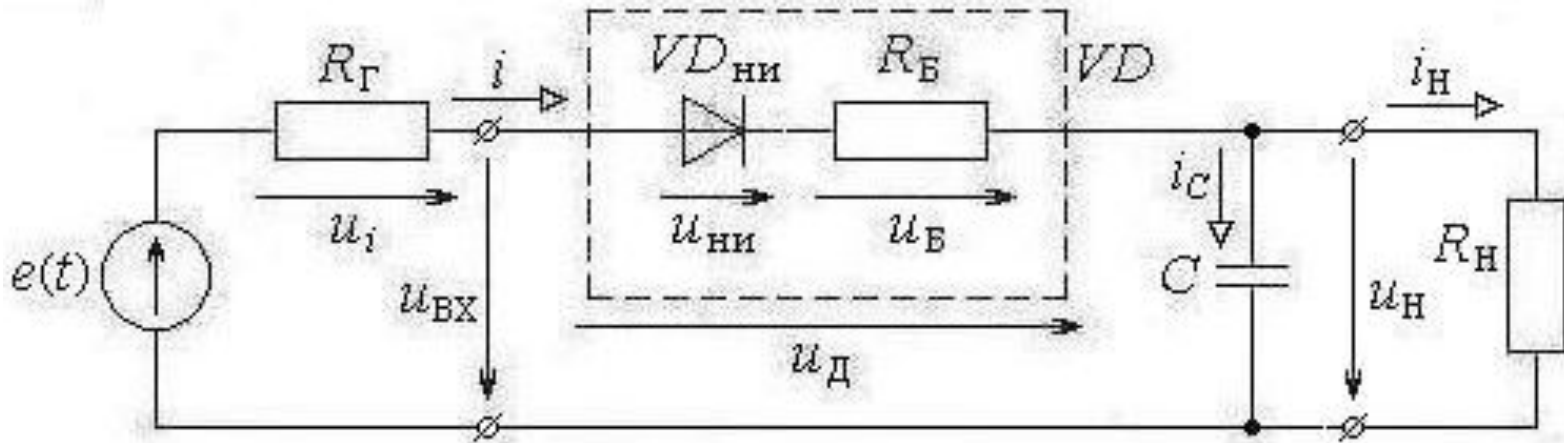 R_Г i VD_НИ R_Б VD i_Н
u_i u_НИ u_Б i_C
e(t) u_ВХ C u_Н R_Н
u_Д